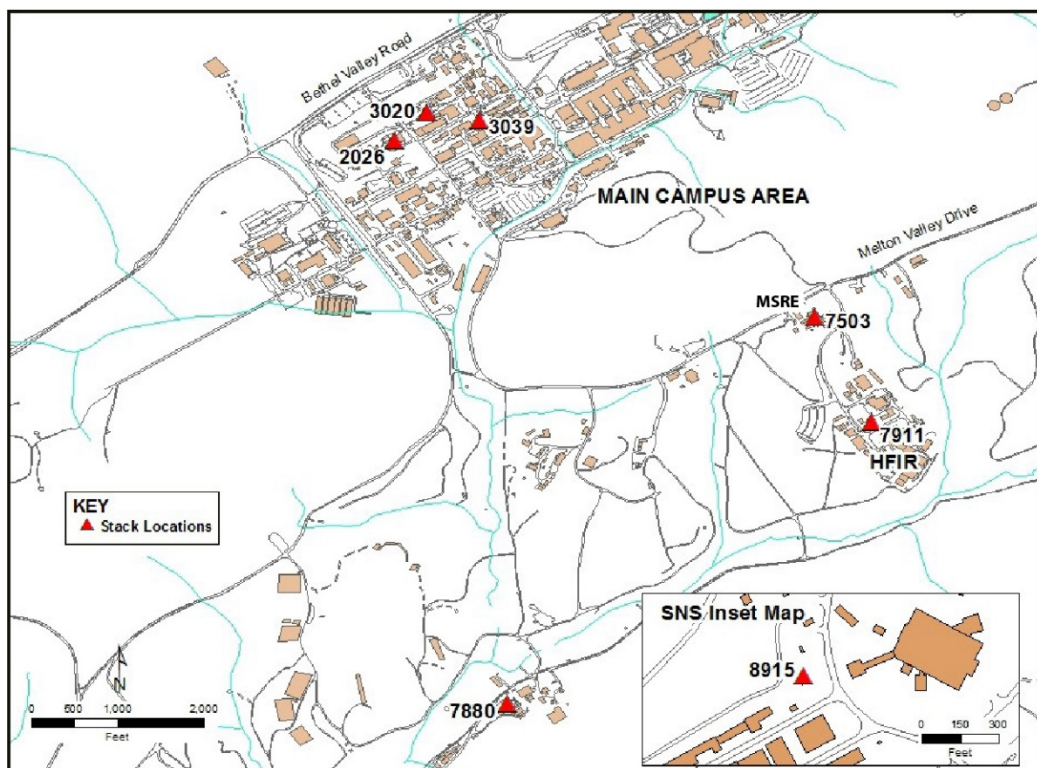 Bethel Valley Road
3020
3039
2026
MAIN CAMPUS AREA
Melton Valley Drive
MSRE
7503
7911
HFIR
KEY
Stack Locations
SNS Inset Map
8915
7880
N
0 500 1,000 2,000
Feet
0 150 300
Feet